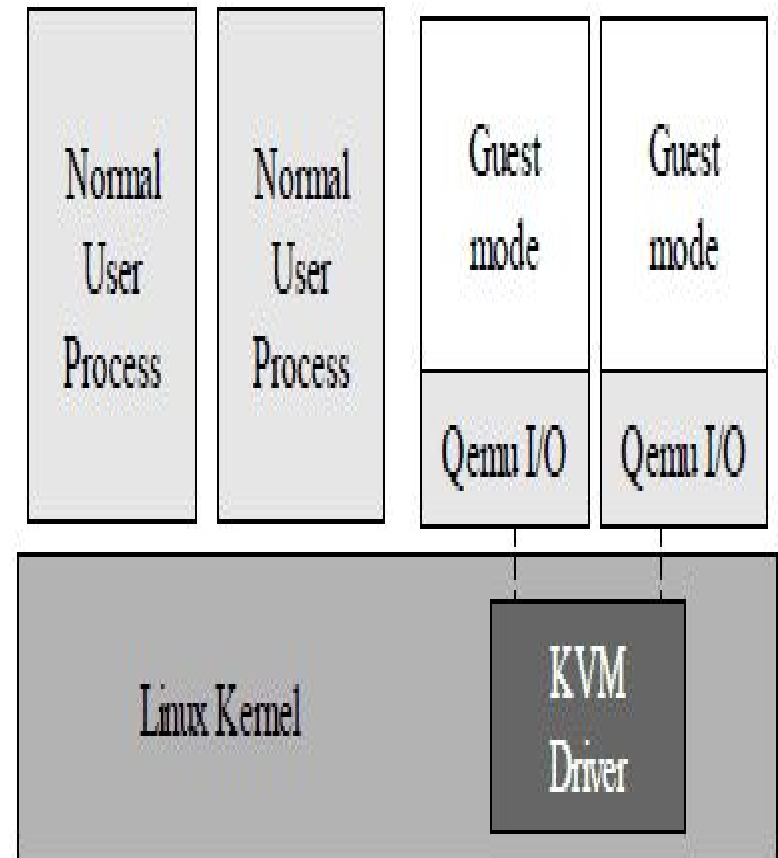 Normal
User
Process
Normal
User
Process
Guest
mode
Guest
mode
Qemu I/O
Qemu I/O
Linux Kernel
KVM
Driver